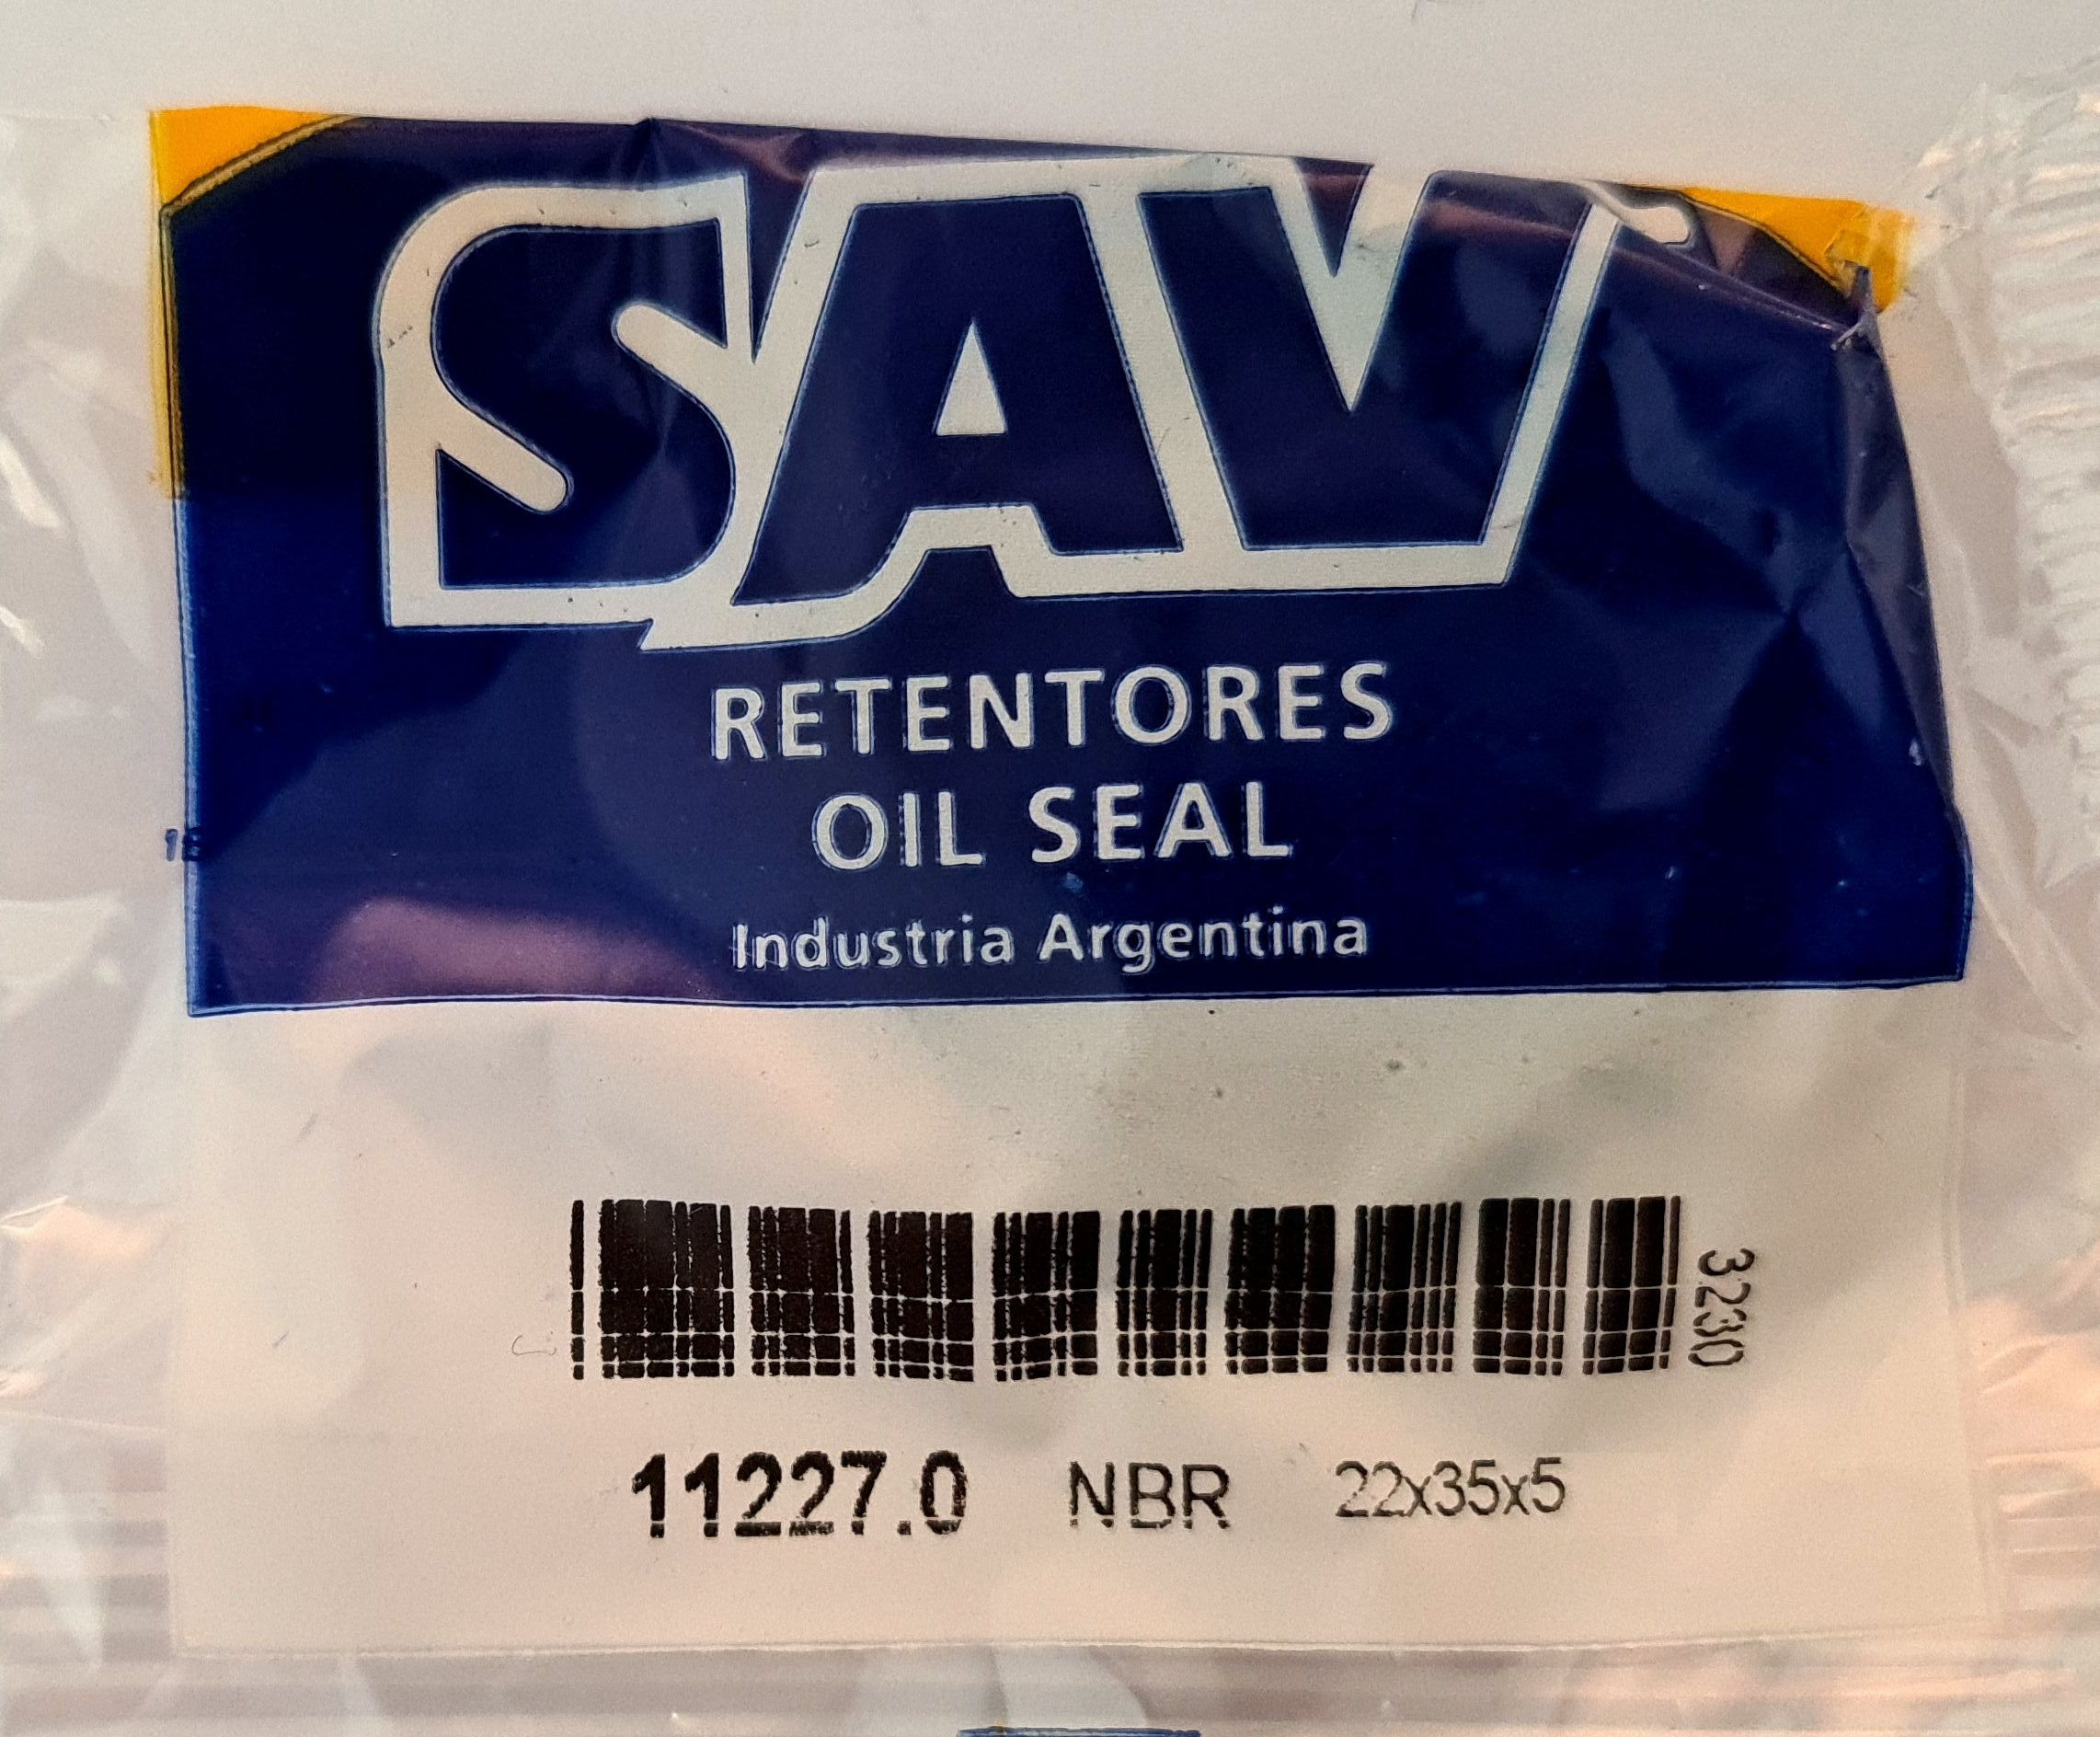 SAV
RETENTORES
OIL SEAL
Industria Argentina
3230
11227.0 NBR 22x35x5